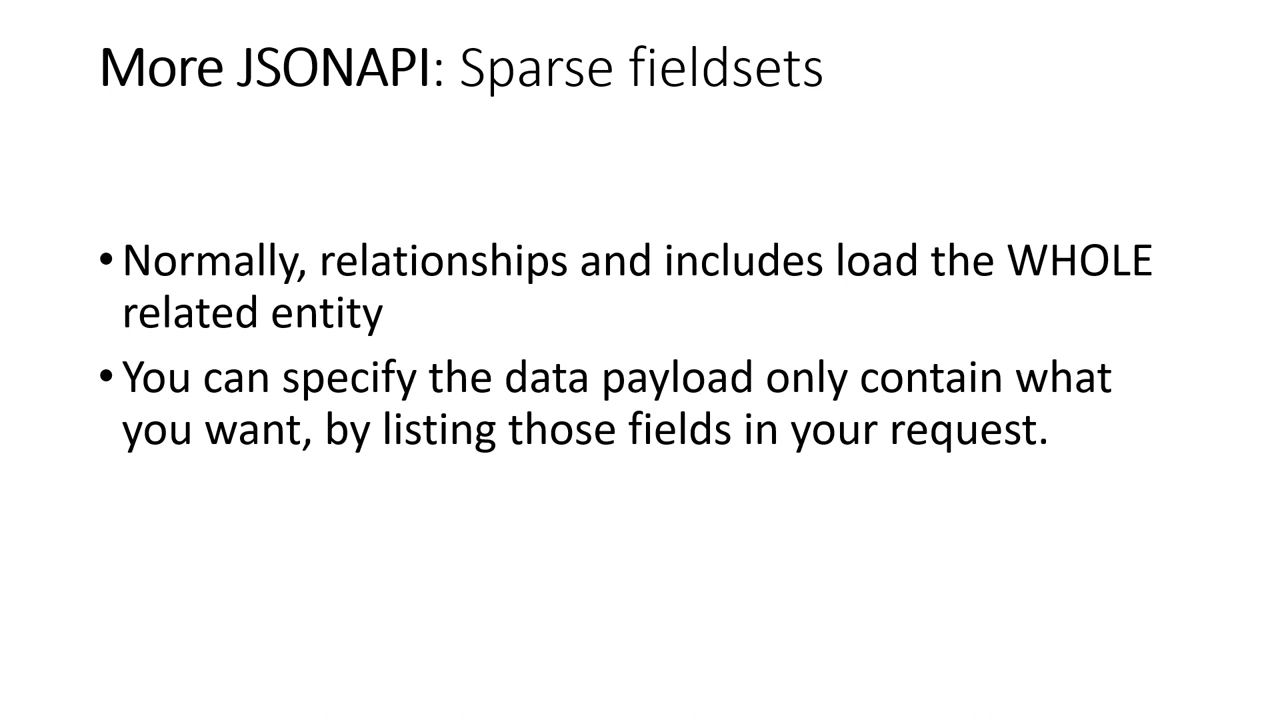 More JSONAPI: Sparse fieldsets
• Normally, relationships and includes load the WHOLE
related entity
• You can specify the data payload only contain what
you want, by listing those fields in your request.